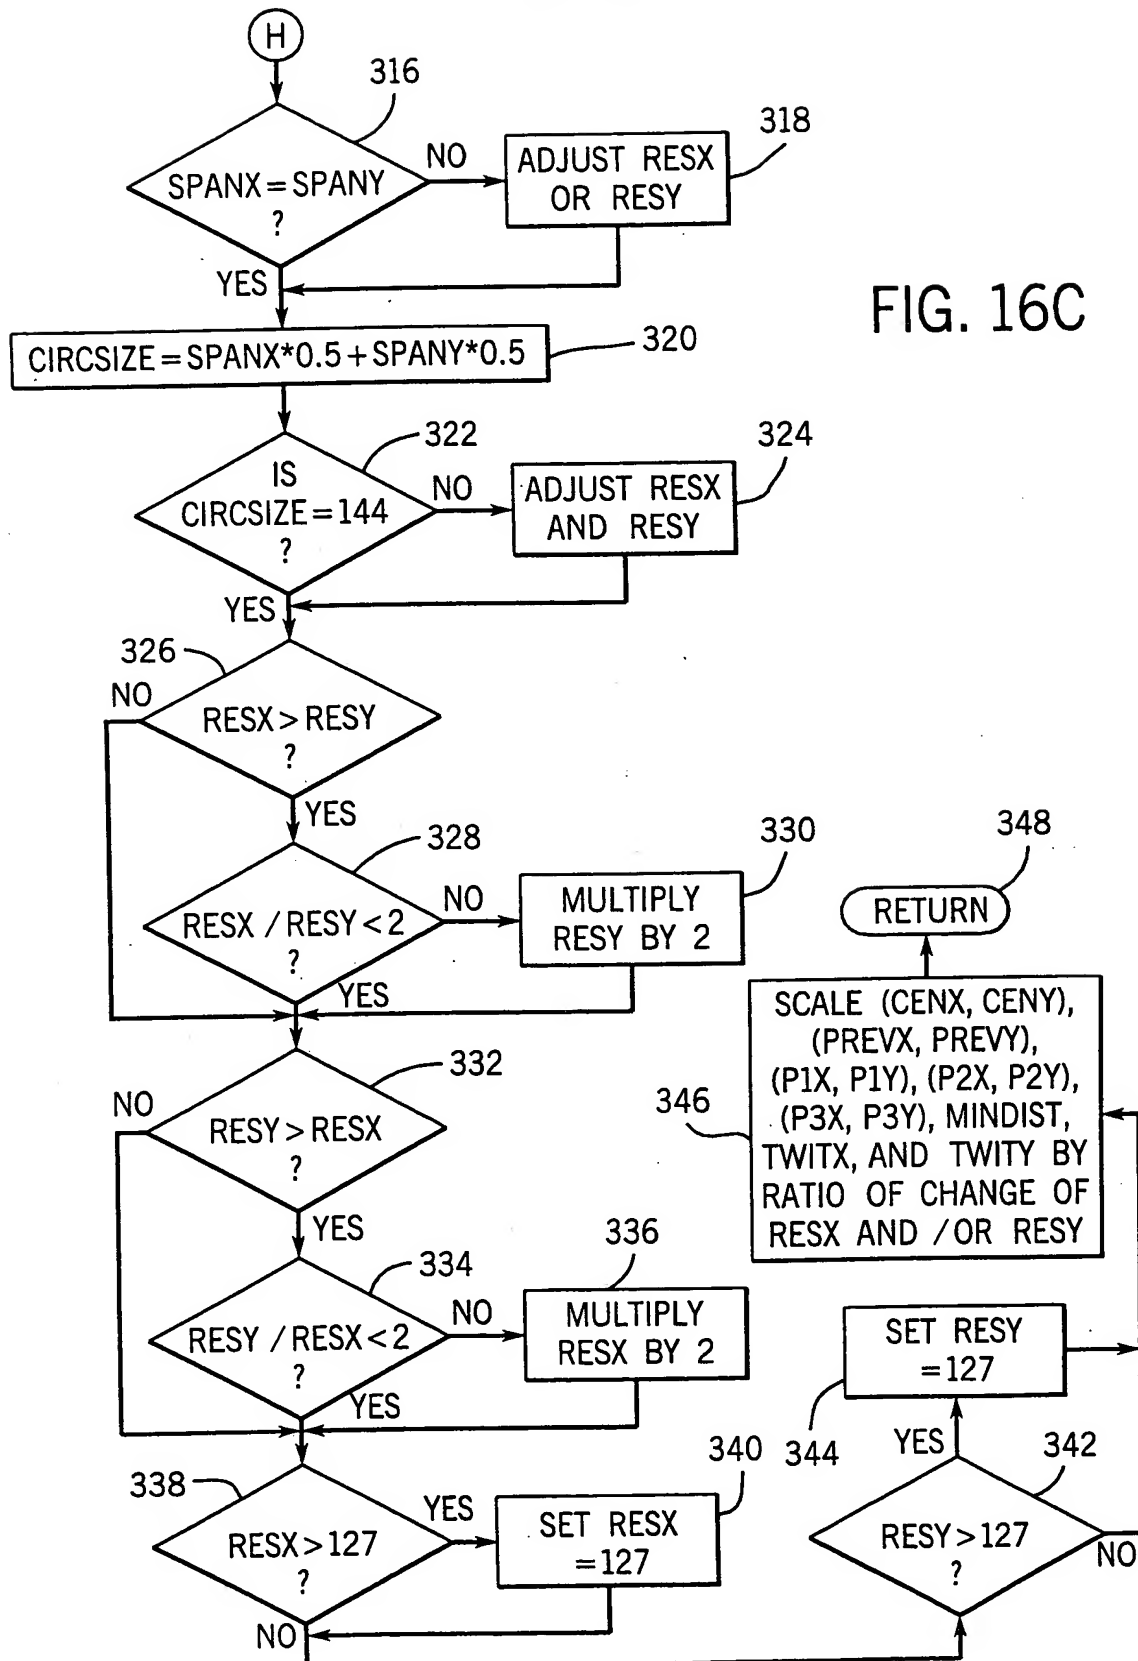 H
316
SPANX=SPANY
?
NO
ADJUST RESX
OR RESY
318
YES
FIG. 16C
CIRCSIZE=SPANX*0.5+SPANY*0.5
320
322
IS
CIRCSIZE=144
?
NO
ADJUST RESX
AND RESY
324
YES
326
NO
RESX>RESY
?
YES
328
RESX/RESY<2
?
NO
MULTIPLY
RESY BY 2
330
YES
348
RETURN
332
NO
RESY>RESX
?
YES
346
SCALE (CENX, CENY),
(PREVX, PREVY),
(P1X, P1Y), (P2X, P2Y),
(P3X, P3Y), MINDIST,
TWITX, AND TWITY BY
RATIO OF CHANGE OF
RESX AND /OR RESY
334
RESY/RESX<2
?
NO
336
MULTIPLY
RESX BY 2
YES
SET RESY
=127
344
338
RESX>127
?
YES
340
SET RESX
=127
NO
YES
342
RESY>127
?
NO